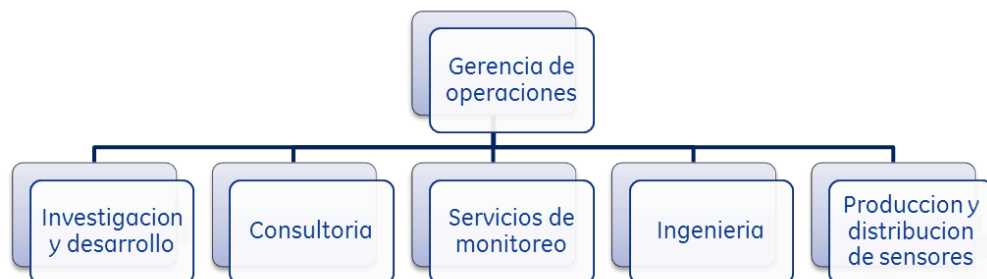 Gerencia de
operaciones
Investigacion
y desarrollo
Consultoria
Servicios de
monitoreo
Ingenieria
Produccion y
distribucion
de sensores